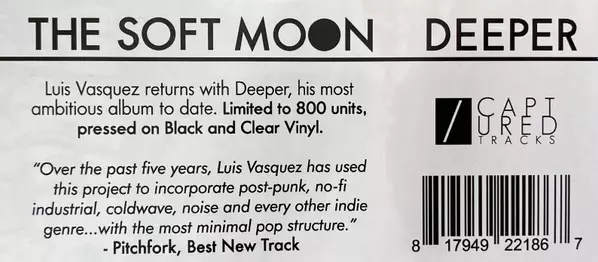 THE SOFT MOON DEEPER
Luis Vasquez returns with Deeper, his most
ambitious album to date. Limited to 800 units,
pressed on Black and Clear Vinyl.
“Over the past five years, Luis Vasquez has used
this project to incorporate post-punk, no-fi
industrial, coldwave, noise and every other indie
genre...with the most minimal pop structure.”
- Pitchfork, Best New Track
CAPT
URED
TRACKS
8 17949 22186 7